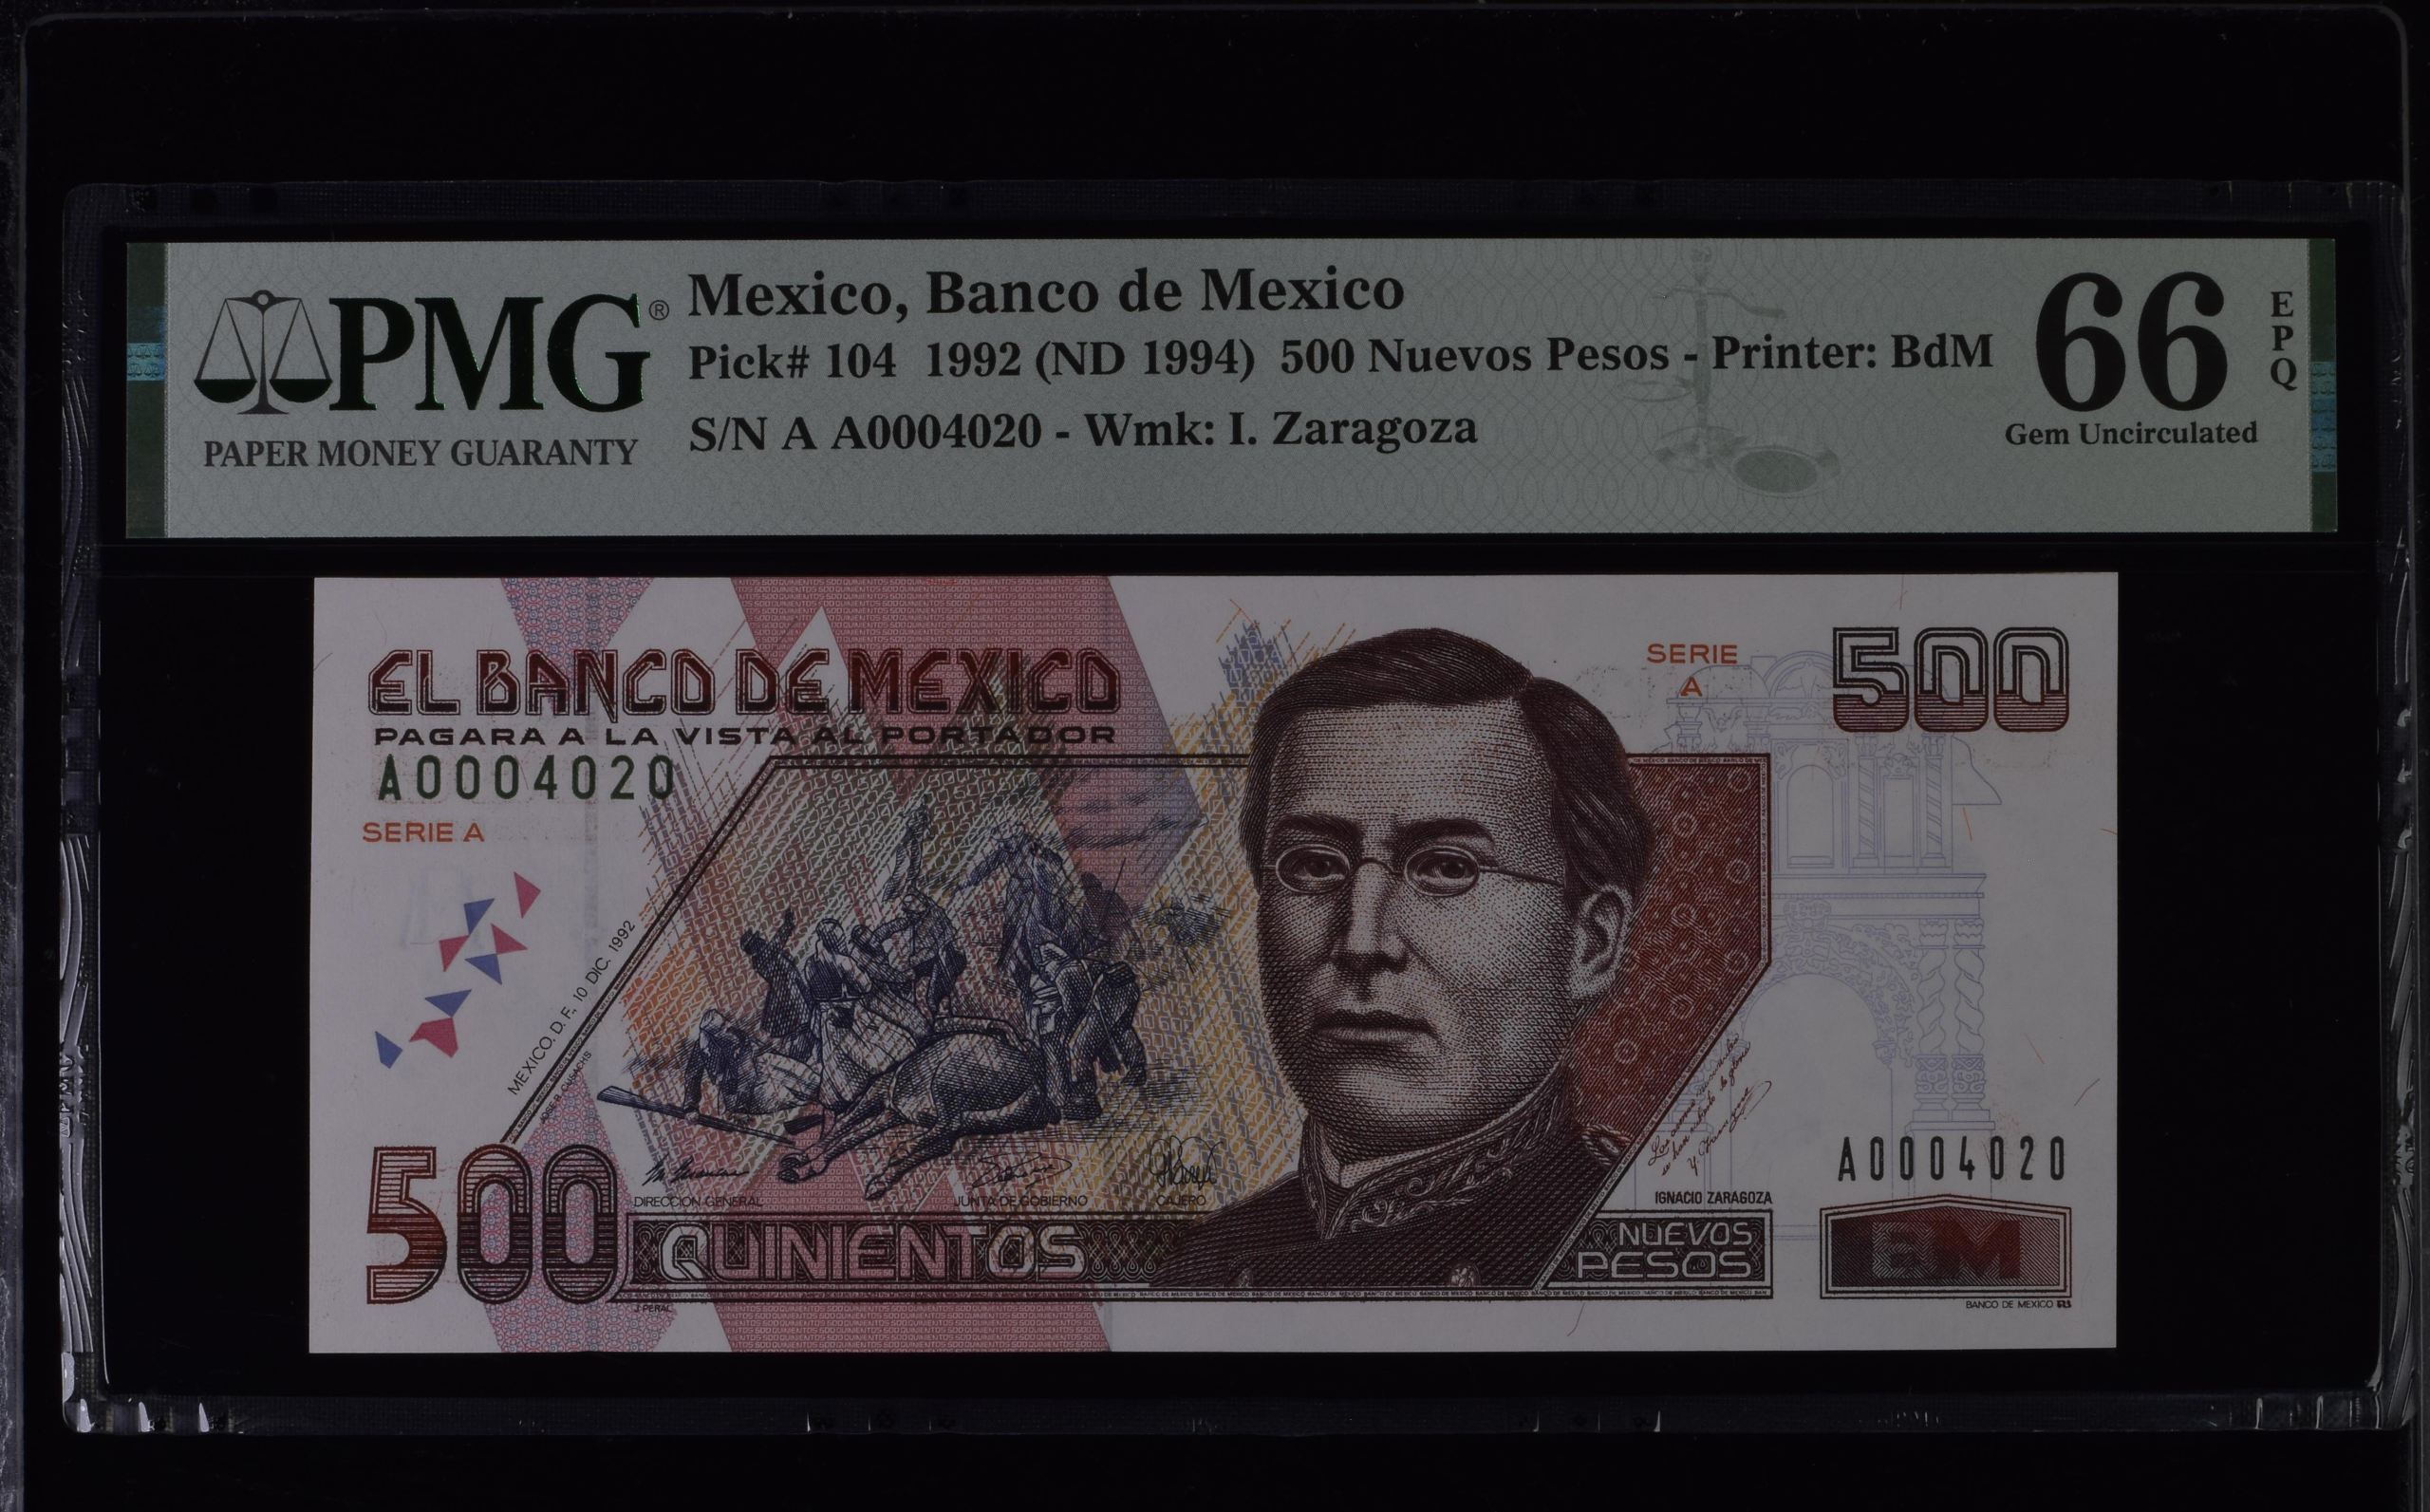 PMG®
PAPER MONEY GUARANTY
Mexico, Banco de Mexico
Pick# 104 1992 (ND 1994) 500 Nuevos Pesos - Printer: BdM
S/N A A0004020 - Wmk: I. Zaragoza
66
EPQ
Gem Uncirculated
EL BANCO DE MEXICO
PAGARA A LA VISTA AL PORTADOR
A0004020
SERIE A
SERIE
A
500
MEXICO, D. F., 10 DIC. 1992
DIRECCION GENERAL
JUNTA DE GOBIERNO
CAJERO
IGNACIO ZARAGOZA
A0004020
500
QUINIENTOS
NUEVOS
PESOS
BM
J. PERAL
BANCO DE MEXICO